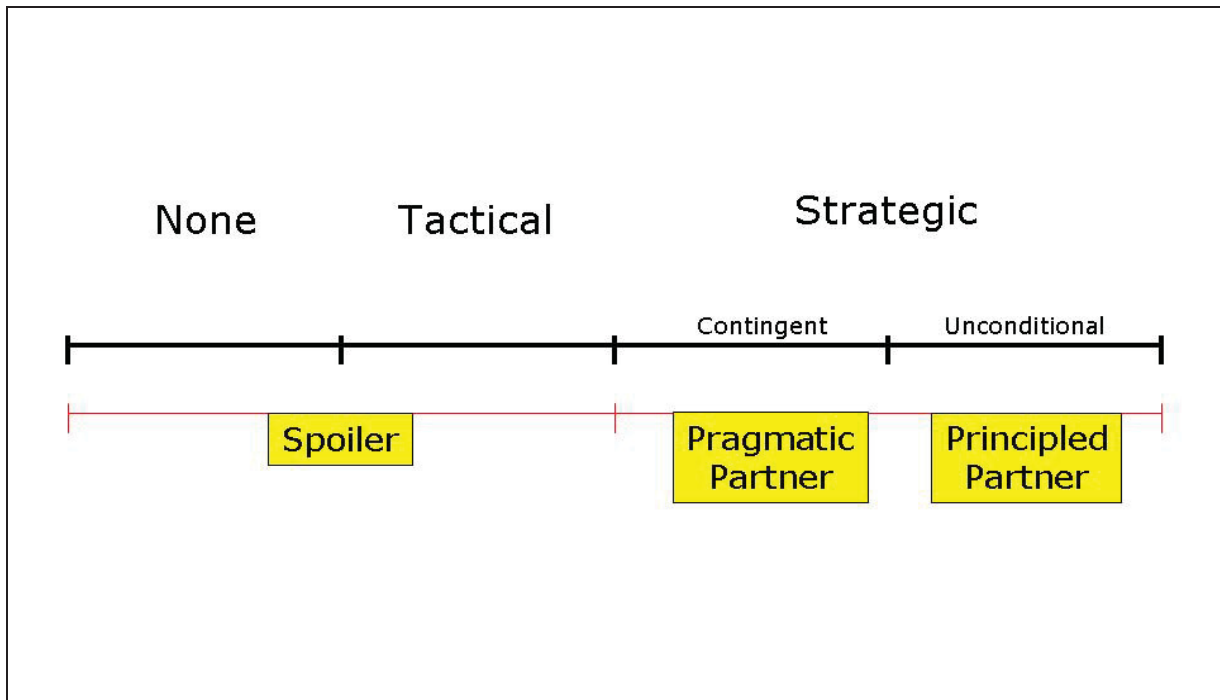 None
Tactical
Strategic
Contingent
Unconditional
Spoiler
Pragmatic
Partner
Principled
Partner